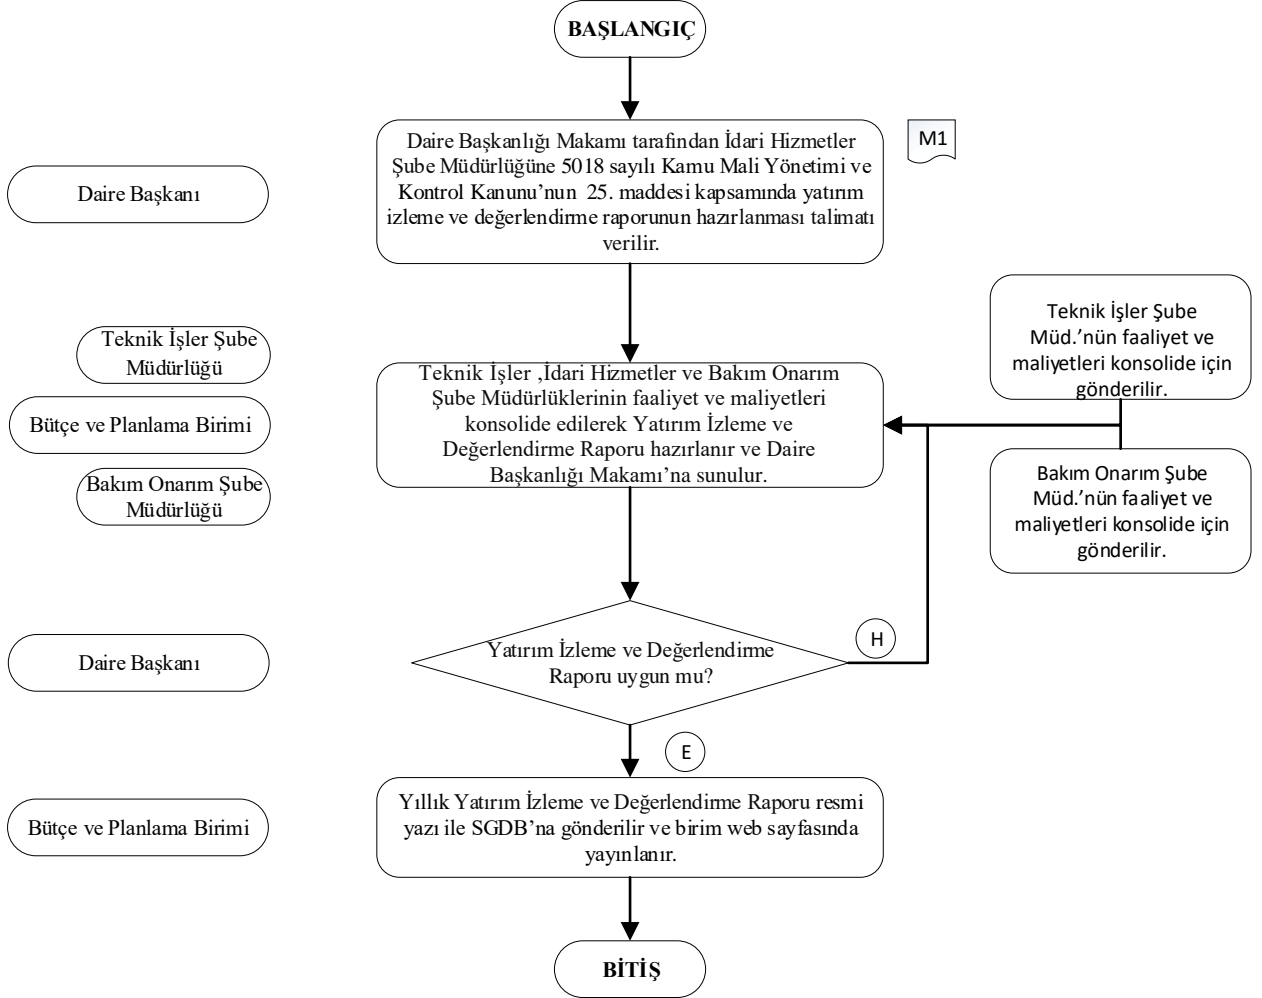 BAŞLANGIÇ
Daire Başkanlığı Makamı tarafından İdari Hizmetler
Şube Müdürlüğüne 5018 sayılı Kamu Mali Yönetimi ve
Kontrol Kanunu’nun 25. maddesi kapsamında yatırım
izleme ve değerlendirme raporunun hazırlanması talimatı
verilir.
M1
Daire Başkanı
Teknik İşler Şube
Müd.’nün faaliyet ve
maliyetleri konsolide için
gönderilir.
Teknik İşler Şube
Müdürlüğü
Bütçe ve Planlama Birimi
Bakım Onarım Şube
Müdürlüğü
Teknik İşler ,İdari Hizmetler ve Bakım Onarım
Şube Müdürlüklerinin faaliyet ve maliyetleri
konsolide edilerek Yatırım İzleme ve
Değerlendirme Raporu hazırlanır ve Daire
Başkanlığı Makamı’na sunulur.
Bakım Onarım Şube
Müd.’nün faaliyet ve
maliyetleri konsolide için
gönderilir.
Daire Başkanı
Yatırım İzleme ve Değerlendirme
Raporu uygun mu?
H
E
Bütçe ve Planlama Birimi
Yıllık Yatırım İzleme ve Değerlendirme Raporu resmi
yazı ile SGDB’na gönderilir ve birim web sayfasında
yayınlanır.
BİTİŞ